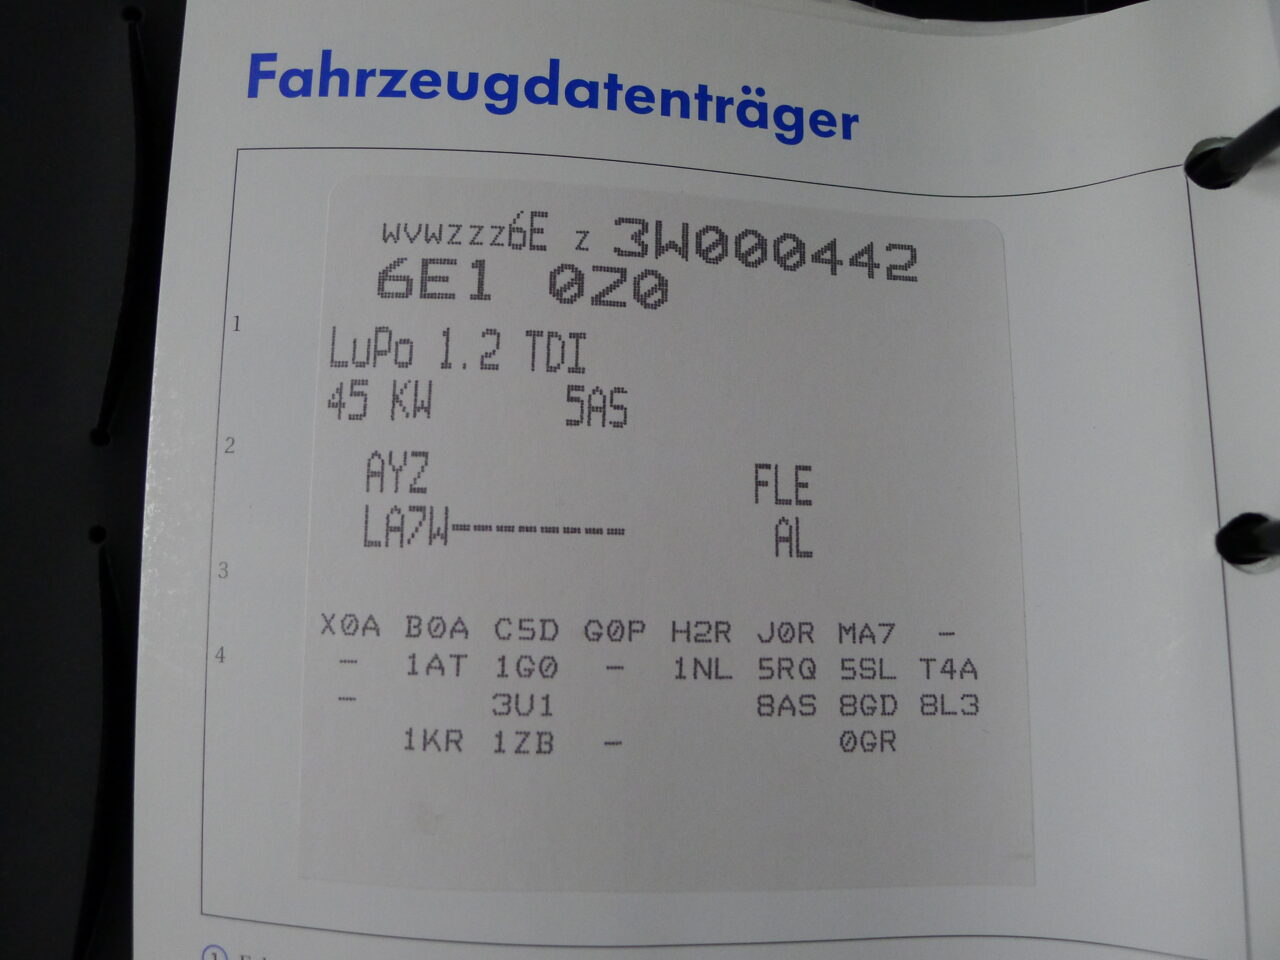 Fahrzeugdatenträger
WVWZZZ6E Z 3W000442
6E1 0Z0
1
LuPo 1.2 TDI
45 KW 5AS
2
AYZ FLE
LA7W-------- AL
3
X0A B0A C5D G0P H2R J0R MA7 -
4
- 1AT 1G0 - 1NL 5RQ 5SL T4A
- 3U1 8AS 8GD 8L3
1KR 1ZB - 0GR
1